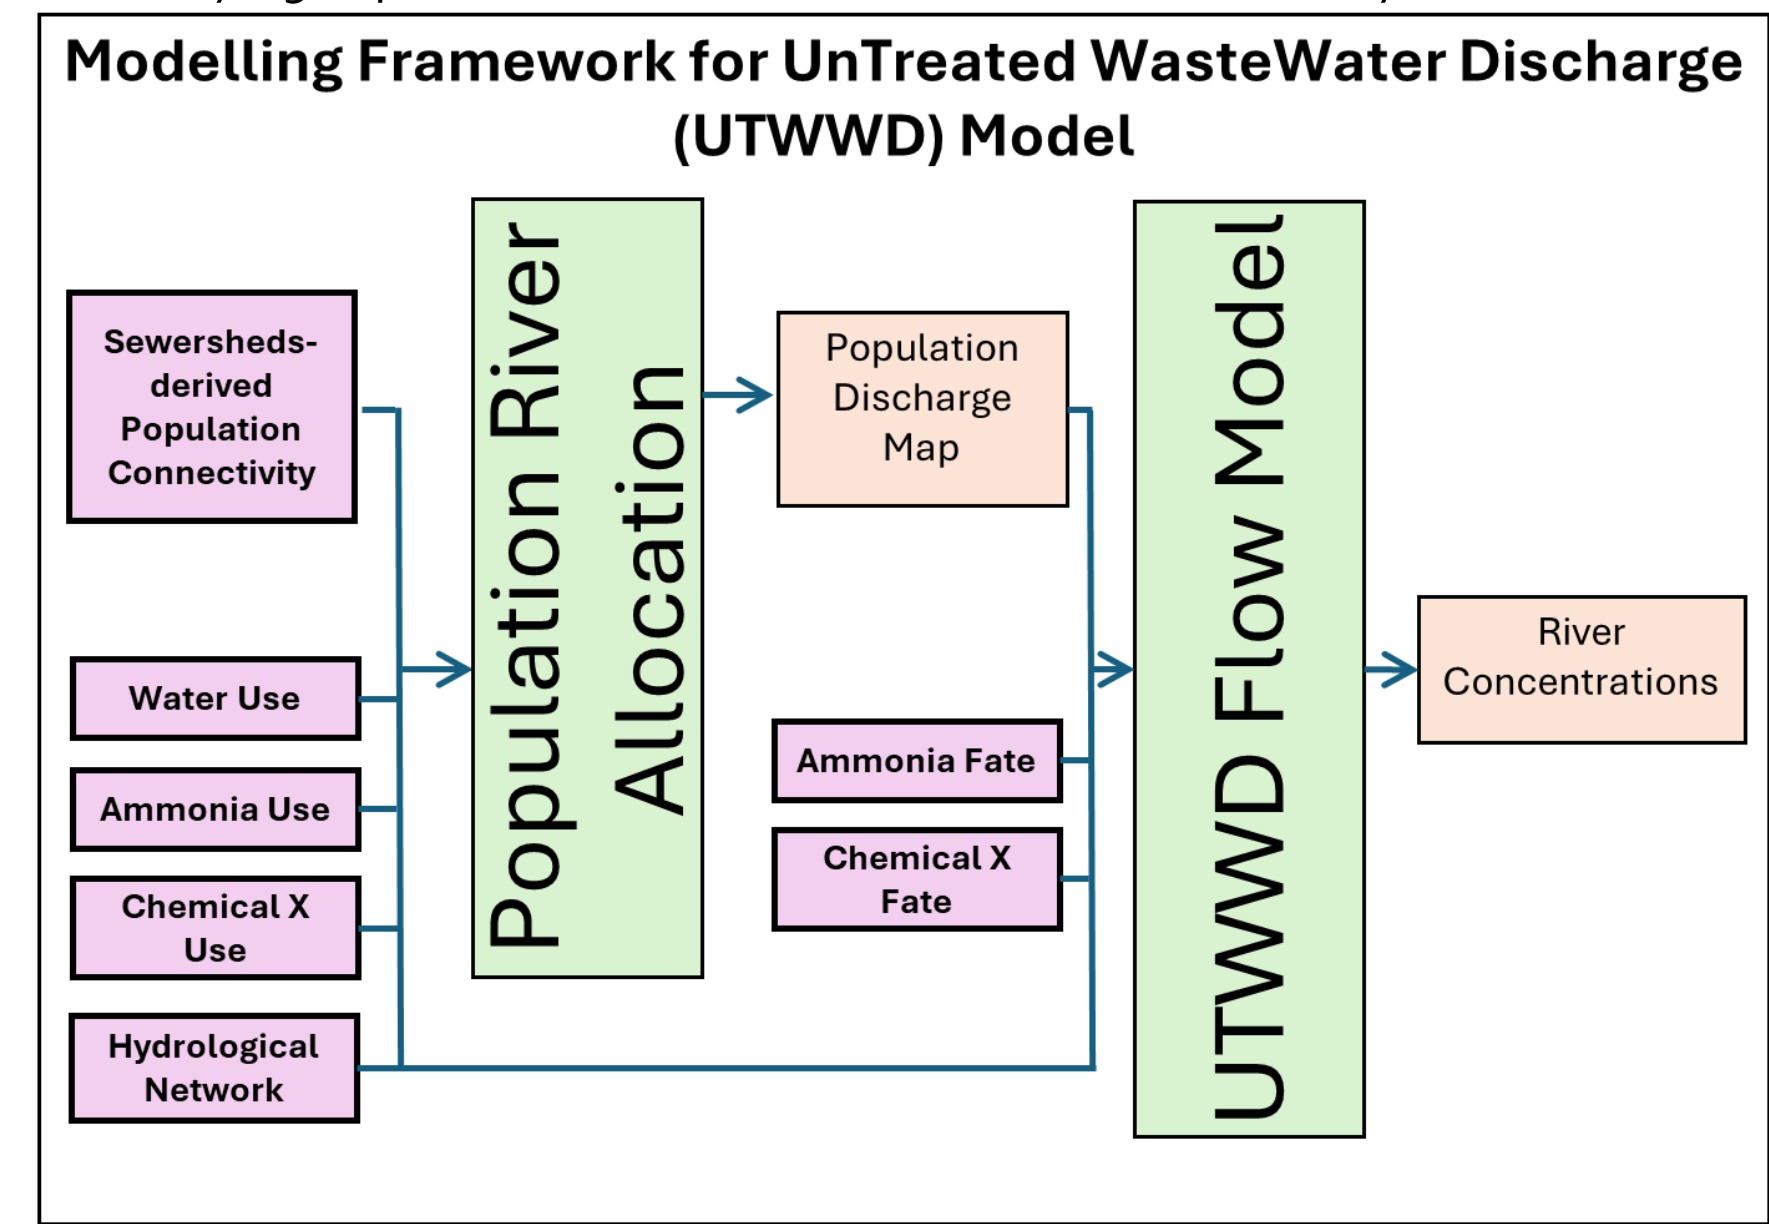 Modelling Framework for UnTreated WasteWater Discharge
(UTWWD) Model
Sewersheds-
derived
Population
Connectivity
Water Use
Ammonia Use
Chemical X
Use
Hydrological
Network
Population River
Allocation
Population
Discharge
Map
Ammonia Fate
Chemical X
Fate
UTWWD Flow Model
River
Concentrations